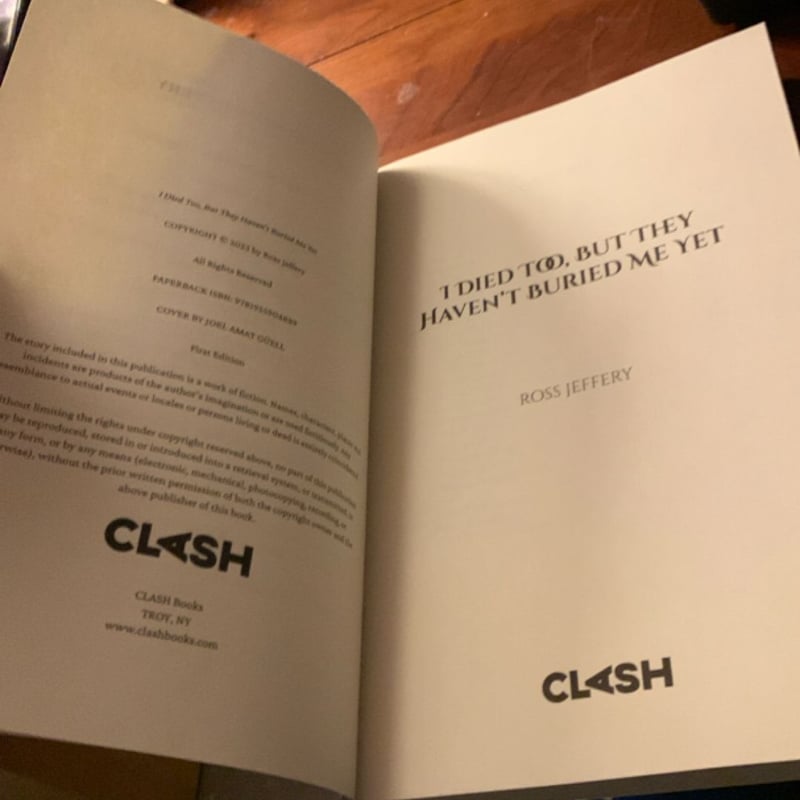 I Died Too, But They Haven't Buried Me Yet
COPYRIGHT © 2023 by Ross Jeffery
All Rights Reserved
PAPERBACK ISBN:
COVER BY JOEL AMAT GÜELL
First Edition
The story included in this publication is a work of fiction. Names, characters, places and
incidents are products of the author's imagination or are used fictitiously. Any
resemblance to actual events or locales or persons living or dead is entirely coincidental.
ithout limiting the rights under copyright reserved above, no part of this publication
ay be reproduced, stored in or introduced into a retrieval system, or transmitted, in
any form, or by any means (electronic, mechanical, photocopying, recording, or
rwise), without the prior written permission of both the copyright owner and the
above publisher of this book.
CLASH
CLASH Books
TROY, NY
www.clashbooks.com
I DIED TOO, BUT THEY
HAVEN'T BURIED ME YET
ROSS JEFFERY
CLASH